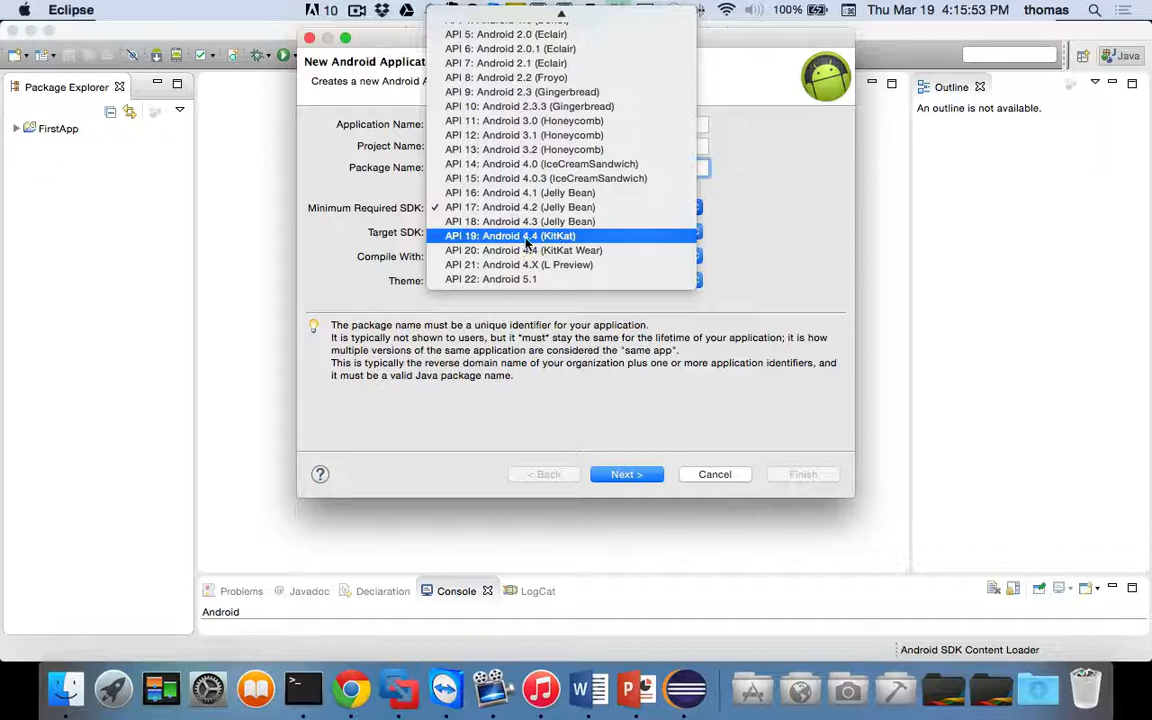 Eclipse
10
100%
Thu Mar 19 4:15:53 PM
thomas
API 5: Android 2.0 (Eclair)
API 6: Android 2.0.1 (Eclair)
API 7: Android 2.1 (Eclair)
API 8: Android 2.2 (Froyo)
API 9: Android 2.3 (Gingerbread)
API 10: Android 2.3.3 (Gingerbread)
API 11: Android 3.0 (Honeycomb)
API 12: Android 3.1 (Honeycomb)
API 13: Android 3.2 (Honeycomb)
API 14: Android 4.0 (IceCreamSandwich)
API 15: Android 4.0.3 (IceCreamSandwich)
API 16: Android 4.1 (Jelly Bean)
API 17: Android 4.2 (Jelly Bean)
API 18: Android 4.3 (Jelly Bean)
API 19: Android 4.4 (KitKat)
API 20: Android 4.4 (KitKat Wear)
API 21: Android 4.X (L Preview)
API 22: Android 5.1
Java
Package Explorer
FirstApp
New Android Applicat
Creates a new Android A
Application Name:
Project Name:
Package Name:
Minimum Required SDK:
Target SDK:
Compile With:
Theme:
The package name must be a unique identifier for your application.
It is typically not shown to users, but it *must* stay the same for the lifetime of your application; it is how
multiple versions of the same application are considered the "same app".
This is typically the reverse domain name of your organization plus one or more application identifiers, and
it must be a valid Java package name.
?
< Back
Next >
Cancel
Finish
Outline
An outline is not available.
Problems
@ Javadoc
Declaration
Console
LogCat
Android
Android SDK Content Loader